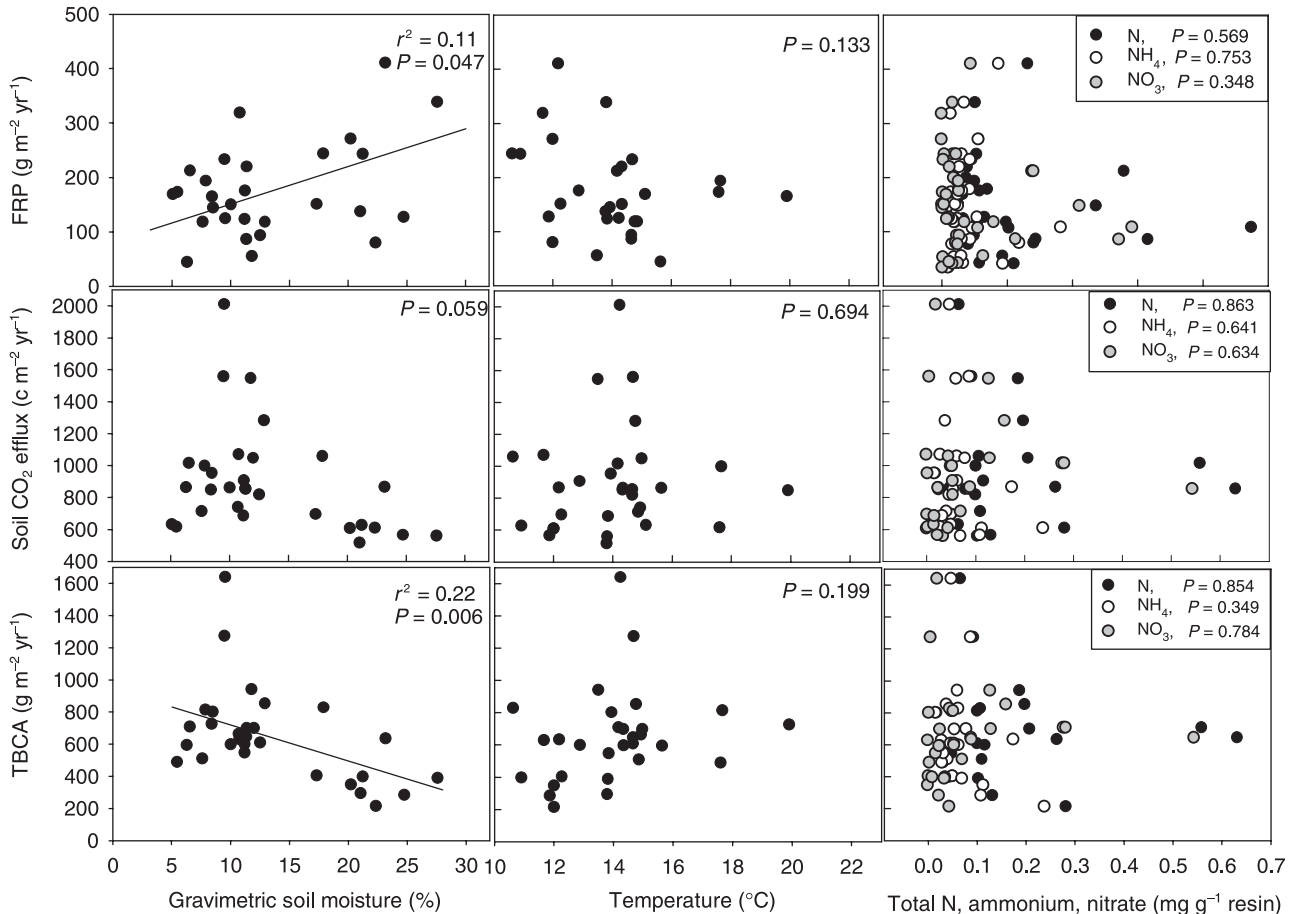 500
400
300
200
100
0
FRP (g m⁻² yr⁻¹)
r² = 0.11
P = 0.047
P = 0.133
N, P = 0.569
NH₄, P = 0.753
NO₃, P = 0.348
2000
1800
1600
1400
1200
1000
800
600
400
Soil CO₂ efflux (c m⁻² yr⁻¹)
P = 0.059
P = 0.694
N, P = 0.863
NH₄, P = 0.641
NO₃, P = 0.634
1600
1400
1200
1000
800
600
400
200
0
TBCA (g m⁻² yr⁻¹)
r² = 0.22
P = 0.006
P = 0.199
N, P = 0.854
NH₄, P = 0.349
NO₃, P = 0.784
0 5 10 15 20 25 30
10 12 14 16 18 20 22
0.0 0.1 0.2 0.3 0.4 0.5 0.6 0.7
Gravimetric soil moisture (%)
Temperature (°C)
Total N, ammonium, nitrate (mg g⁻¹ resin)